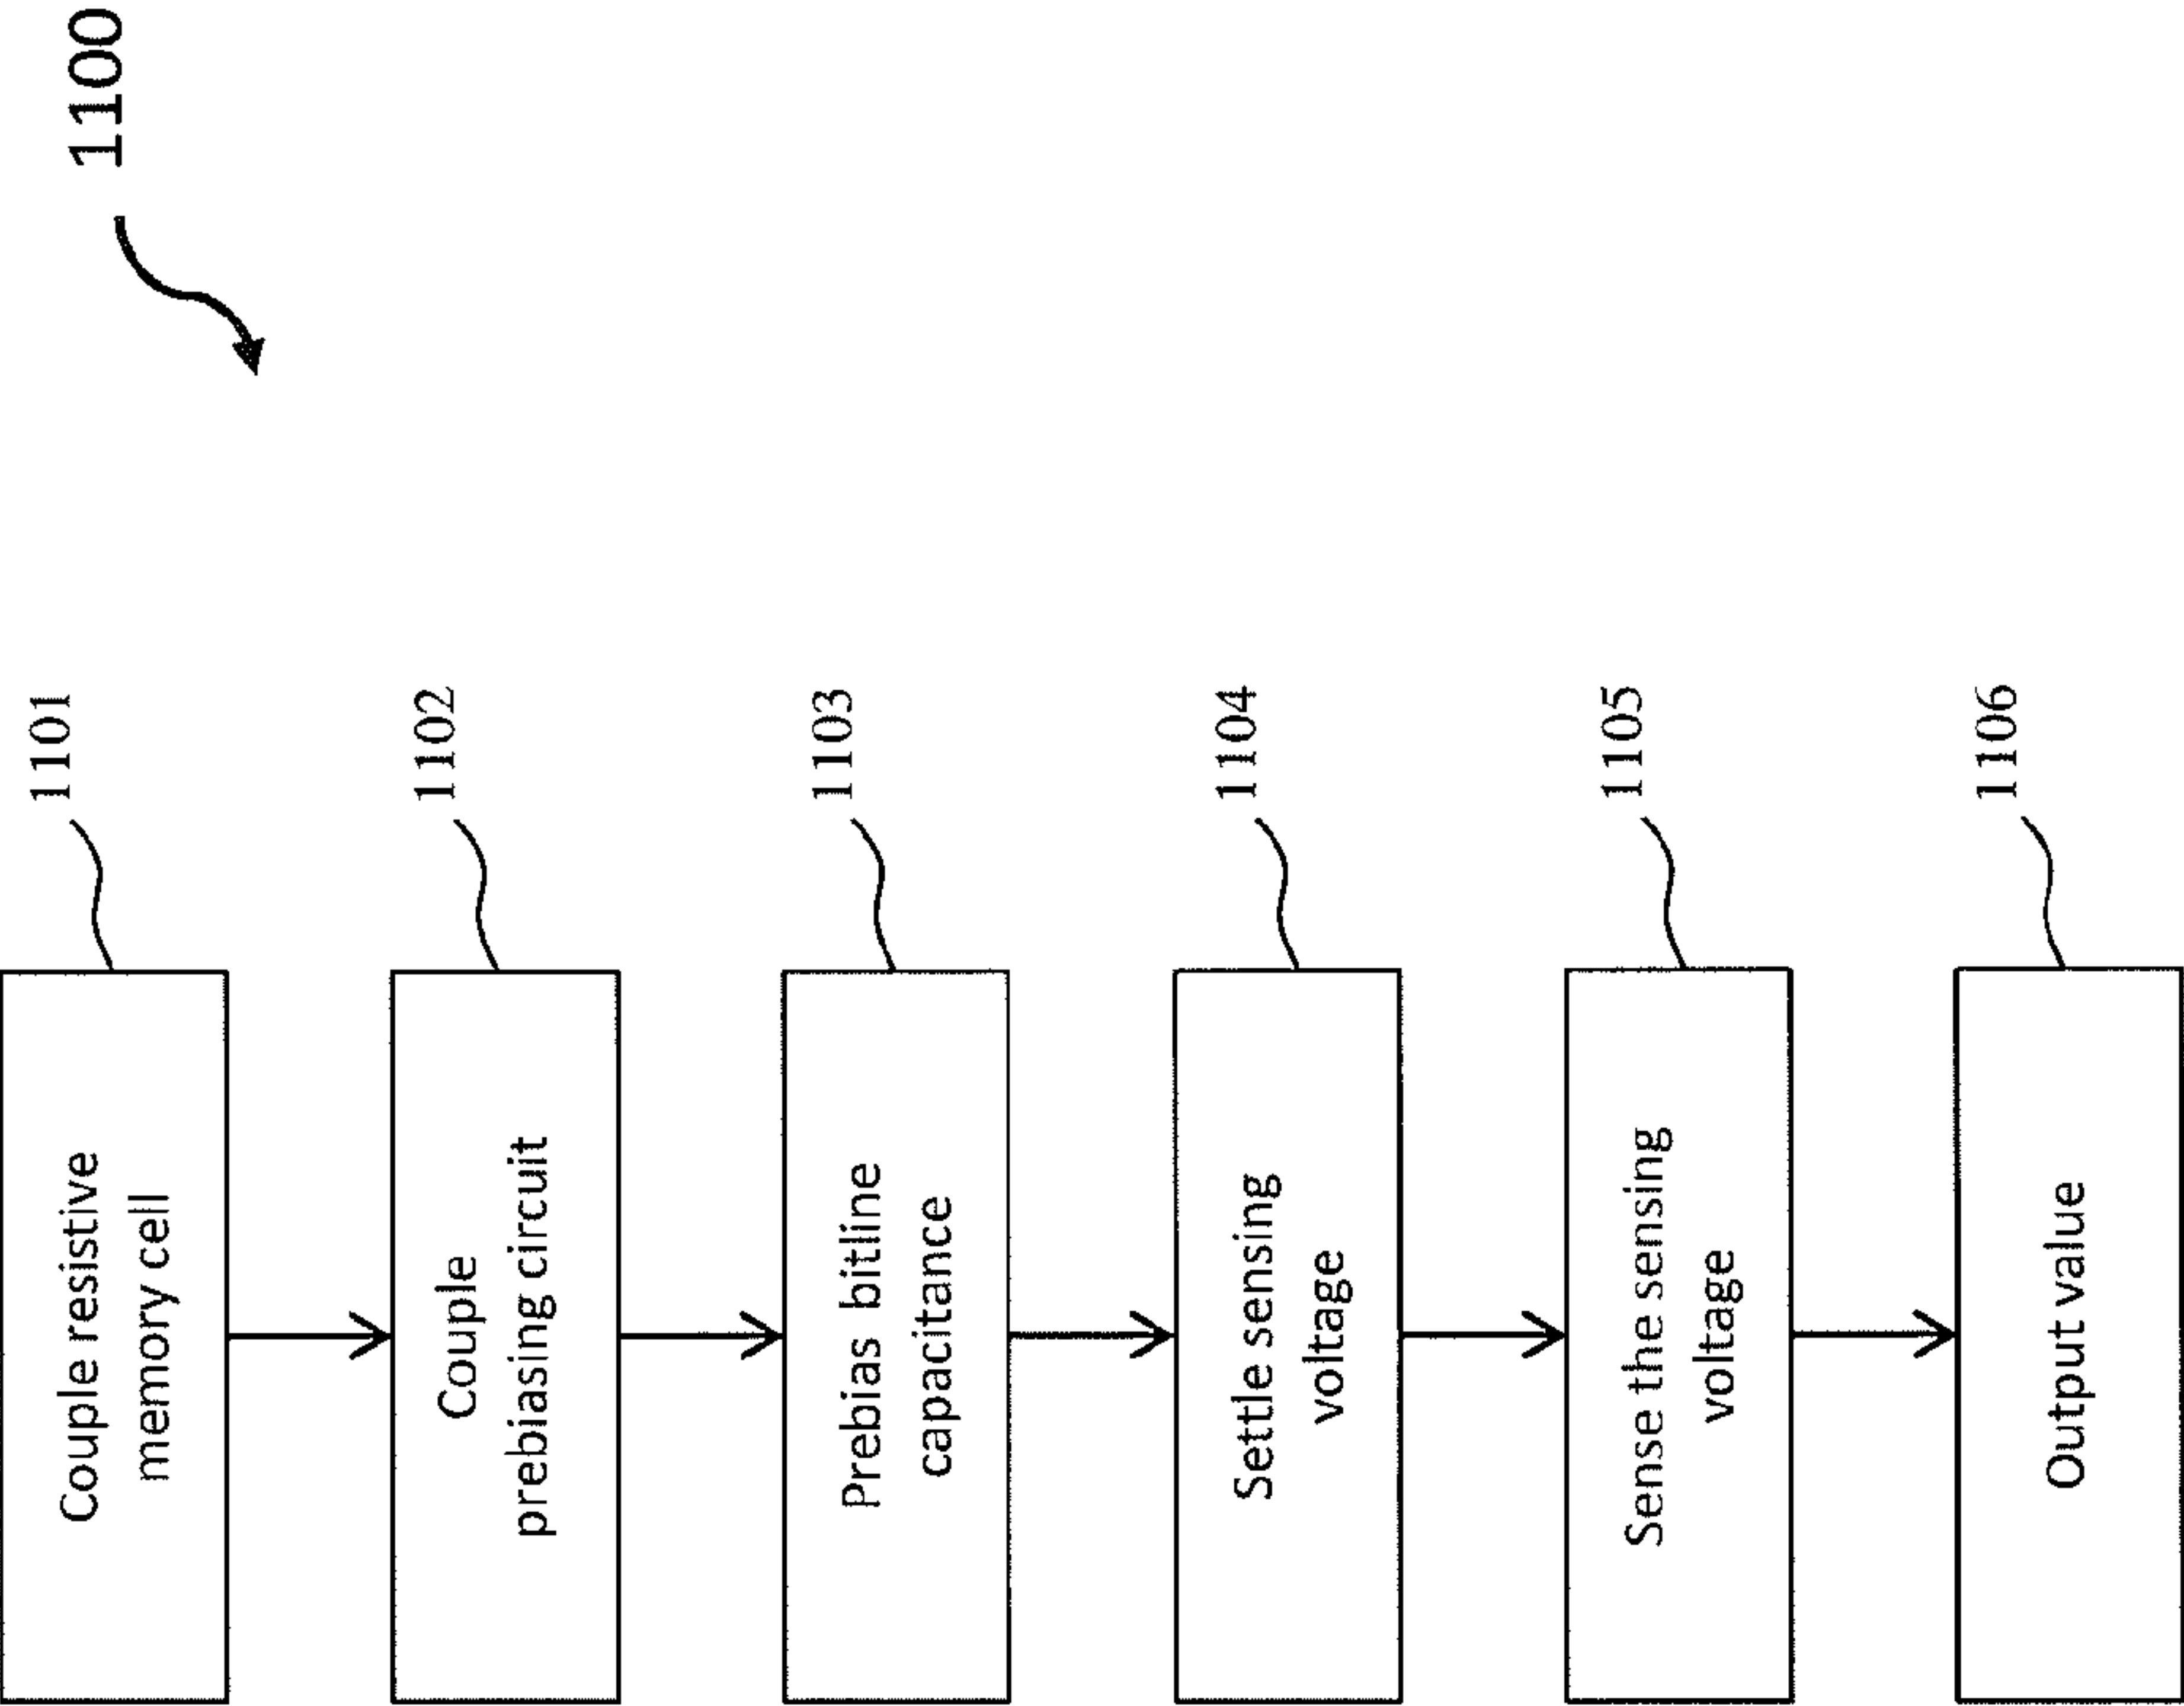 1100
1101
Couple resistive
memory cell
1102
Couple
prebiasing circuit
1103
Prebias bitline
capacitance
1104
Settle sensing
voltage
1105
Sense the sensing
voltage
1106
Output value